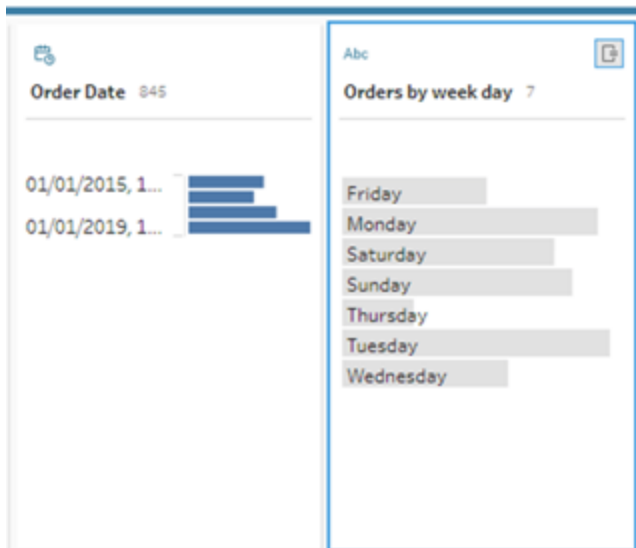 Order Date 845
01/01/2015, 1...
01/01/2019, 1...
Abc
Orders by week day 7
Friday
Monday
Saturday
Sunday
Thursday
Tuesday
Wednesday